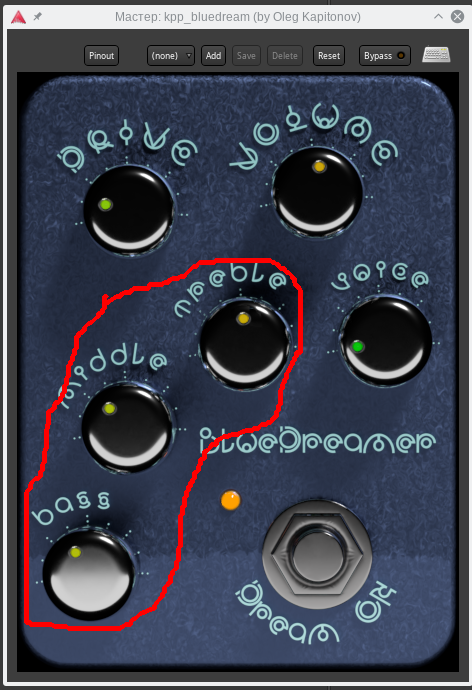 Мастер: kpp_bluedream (by Oleg Kapitonov)
Pinout (none) Add Save Delete Reset Bypass
DRIVE VOLUME
TREBLE VOICE
MIDDLE
BLUEDREAMER
BASS
DREAM ON